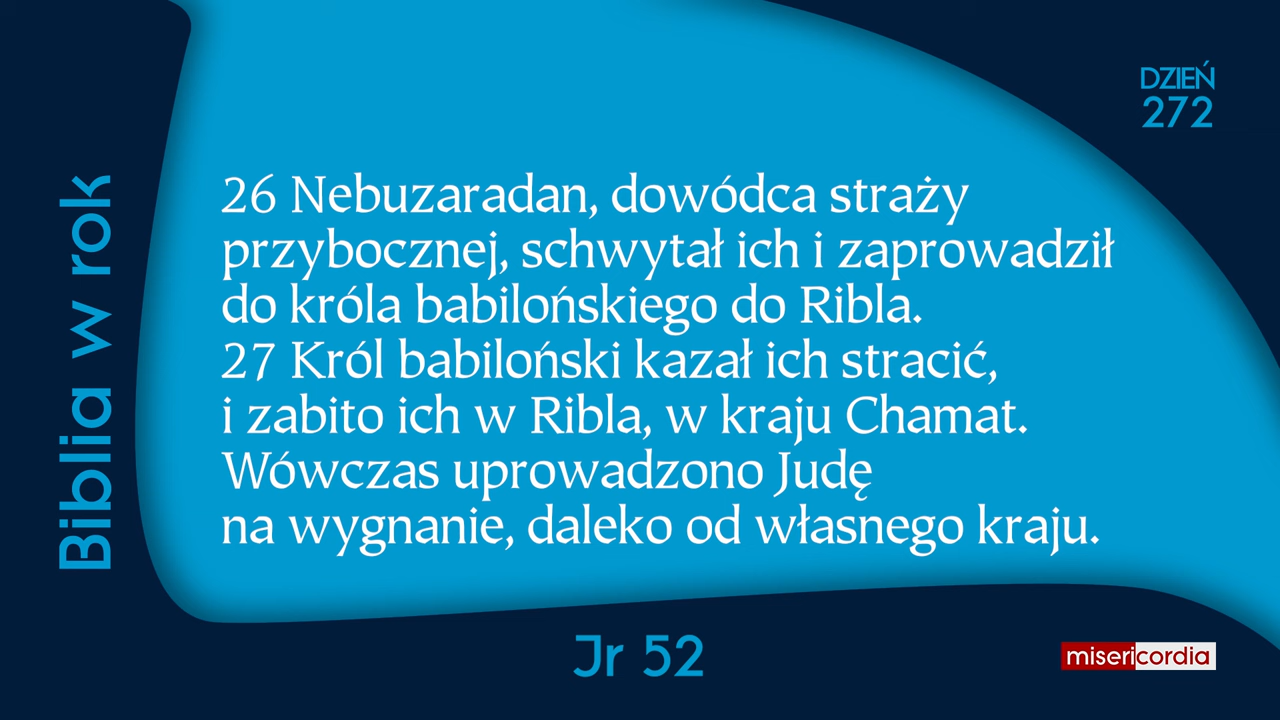 DZIEŃ
272
Biblia w rok
26 Nebuzaradan, dowódca straży
przybocznej, schwytał ich i zaprowadził
do króla babilońskiego do Ribla.
27 Król babiloński kazał ich stracić,
i zabito ich w Ribla, w kraju Chamat.
Wówczas uprowadzono Judę
na wygnanie, daleko od własnego kraju.
Jr 52
misericordia